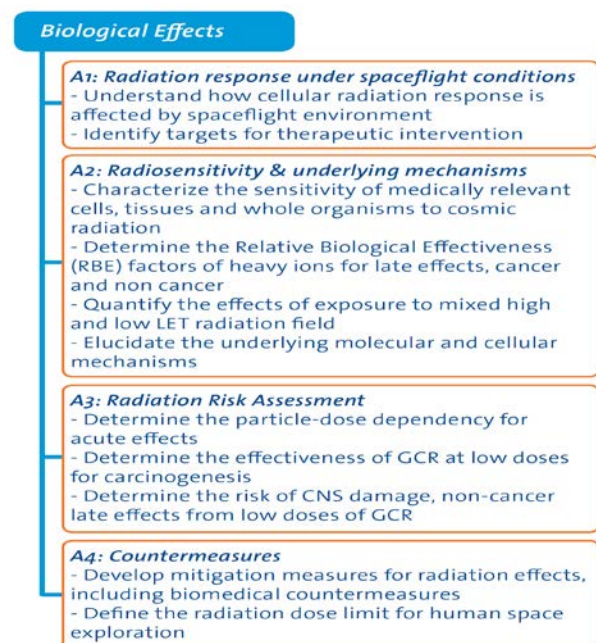 Biological Effects
A1: Radiation response under spaceflight conditions
- Understand how cellular radiation response is
affected by spaceflight environment
- Identify targets for therapeutic intervention
A2: Radiosensitivity & underlying mechanisms
- Characterize the sensitivity of medically relevant
cells, tissues and whole organisms to cosmic
radiation
- Determine the Relative Biological Effectiveness
(RBE) factors of heavy ions for late effects, cancer
and non cancer
- Quantify the effects of exposure to mixed high
and low LET radiation field
- Elucidate the underlying molecular and cellular
mechanisms
A3: Radiation Risk Assessment
- Determine the particle-dose dependency for
acute effects
- Determine the effectiveness of GCR at low doses
for carcinogenesis
- Determine the risk of CNS damage, non-cancer
late effects from low doses of GCR
A4: Countermeasures
- Develop mitigation measures for radiation effects,
including biomedical countermeasures
- Define the radiation dose limit for human space
exploration